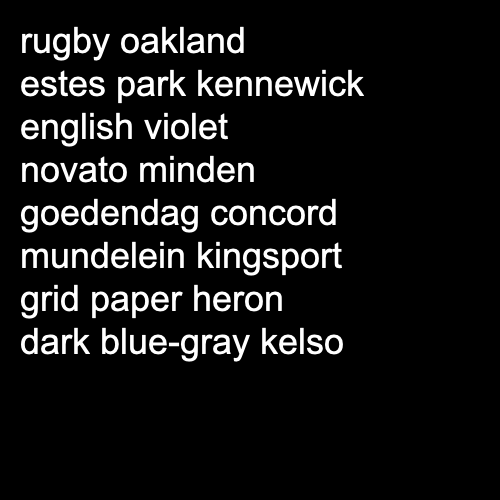 rugby oakland
estes park kennewick
english violet
novato minden
goedendag concord
mundelein kingsport
grid paper heron
dark blue-gray kelso